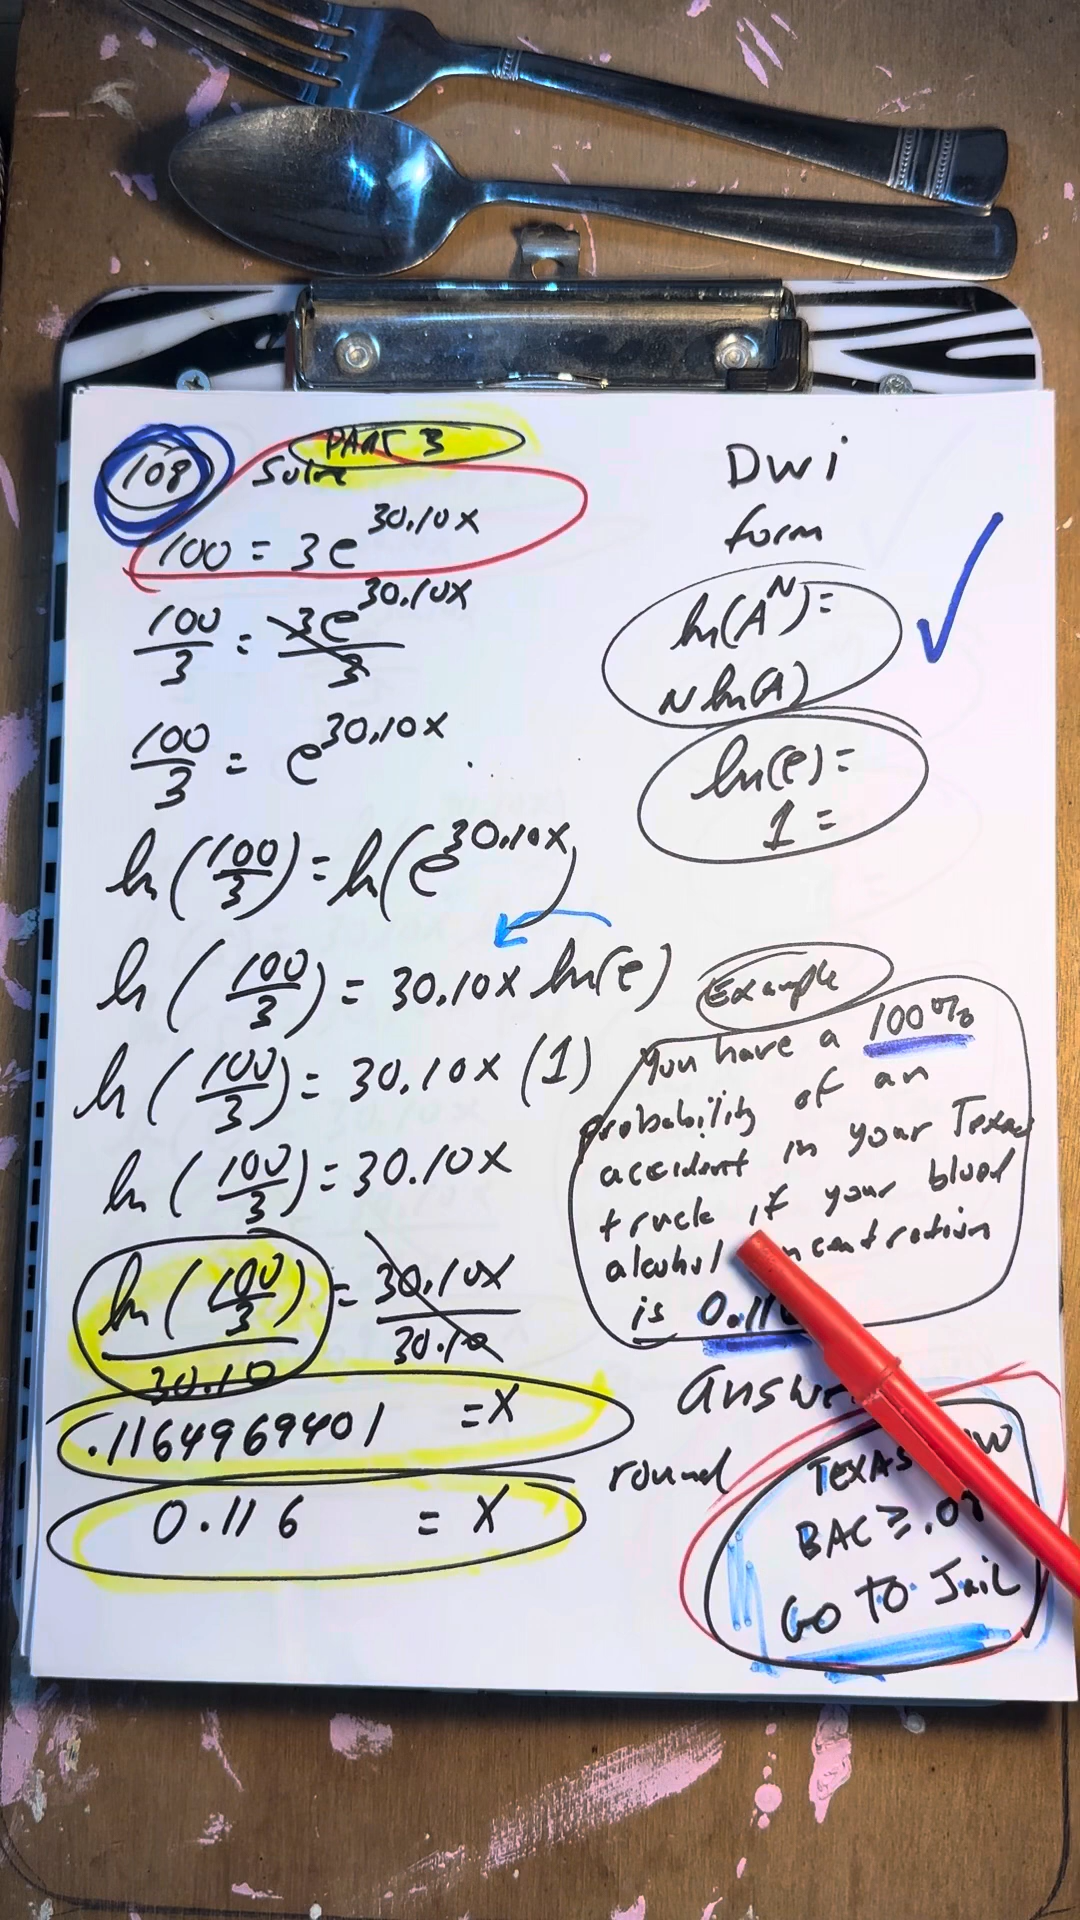 108
PART 3
Solve
100 = 3e^30.10x
100/3 = 3e^30.10x/3
100/3 = e^30.10x
ln(100/3) = ln(e^30.10x)
ln(100/3) = 30.10x ln(e)
ln(100/3) = 30.10x (1)
ln(100/3) = 30.10x
ln(100/3)/30.10 = 30.10x/30.10
.1164969401 = x
0.116 = x
Dwi
form
ln(A^N) =
N ln(A)
ln(e) =
1 =
Example
You have a 100%
probability of an
accident in your Texas
truck if your blood
alcohol
is 0.11
round
TEXAS
BAC ≥ .0
GO TO JaiL